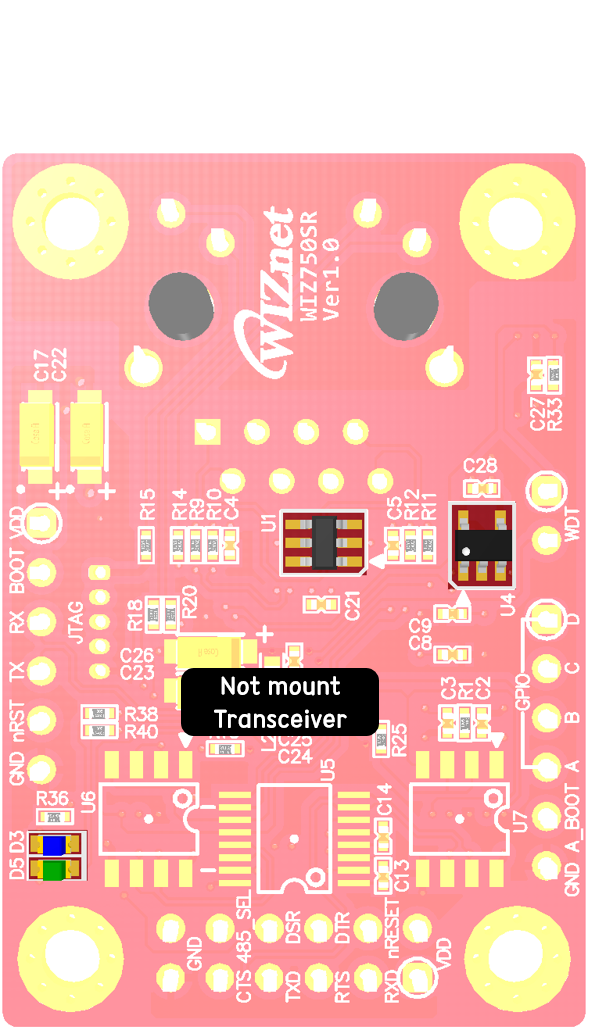 WIZnet
WIZ750SR
Ver1.0
C17
C22
C27
R33
C28
R15
R14
R9
R10
C4
U1
C5
R12
R11
WDT
VDD
BOOT
RX
TX
nRST
GND
JTAG
R18
R20
C21
U4
C9
C8
C26
C23
Not mount
Transceiver
R38
R40
C24
R25
C3
R1
C2
GPIO
D
C
B
A
A_BOOT
GND
R36
U6
U5
C14
C13
U7
D3
D5
GND
485_SEL
DSR
DTR
nRESET
VDD
CTS
TXD
RTS
RXD